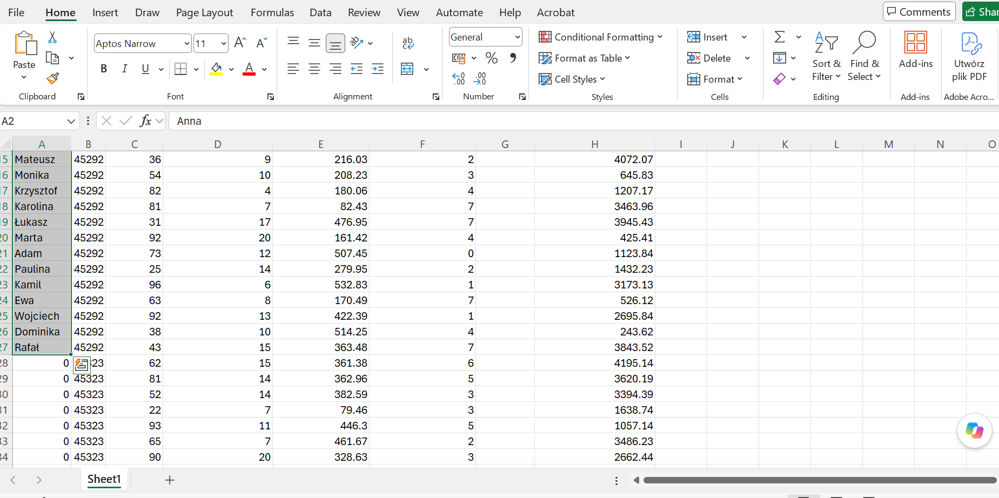 File Home Insert Draw Page Layout Formulas Data Review View Automate Help Acrobat Comments
Aptos Narrow 11 General Conditional Formatting Insert
Paste Format as Table Delete Sort & Filter Find & Select Add-ins Utwórz plik PDF
B I U Cell Styles Format
Clipboard Font Alignment Number Styles Cells Editing Add-ins Adobe Acro...
A2 fx Anna
A B C D E F G H I J K L M N O
Mateusz 45292 36 9 216.03 2 4072.07
16 Monika 45292 54 10 208.23 3 645.83
17 Krzysztof 45292 82 4 180.06 4 1207.17
18 Karolina 45292 81 7 82.43 7 3463.96
19 Łukasz 45292 31 17 476.95 7 3945.43
20 Marta 45292 92 20 161.42 4 425.41
21 Adam 45292 73 12 507.45 0 1123.84
22 Paulina 45292 25 14 279.95 2 1432.23
23 Kamil 45292 96 6 532.83 1 3173.13
24 Ewa 45292 63 8 170.49 7 526.12
25 Wojciech 45292 92 13 422.39 1 2695.84
26 Dominika 45292 38 10 514.25 4 243.62
27 Rafał 45292 43 15 363.48 7 3843.52
28 0 23 62 15 361.38 6 4195.14
29 0 45323 81 14 362.96 5 3620.19
30 0 45323 52 14 382.59 3 3394.39
31 0 45323 22 7 79.46 3 1638.74
32 0 45323 93 11 446.3 5 1057.14
33 0 45323 65 7 461.67 2 3486.23
34 0 45323 90 20 328.63 3 2662.44
Sheet1